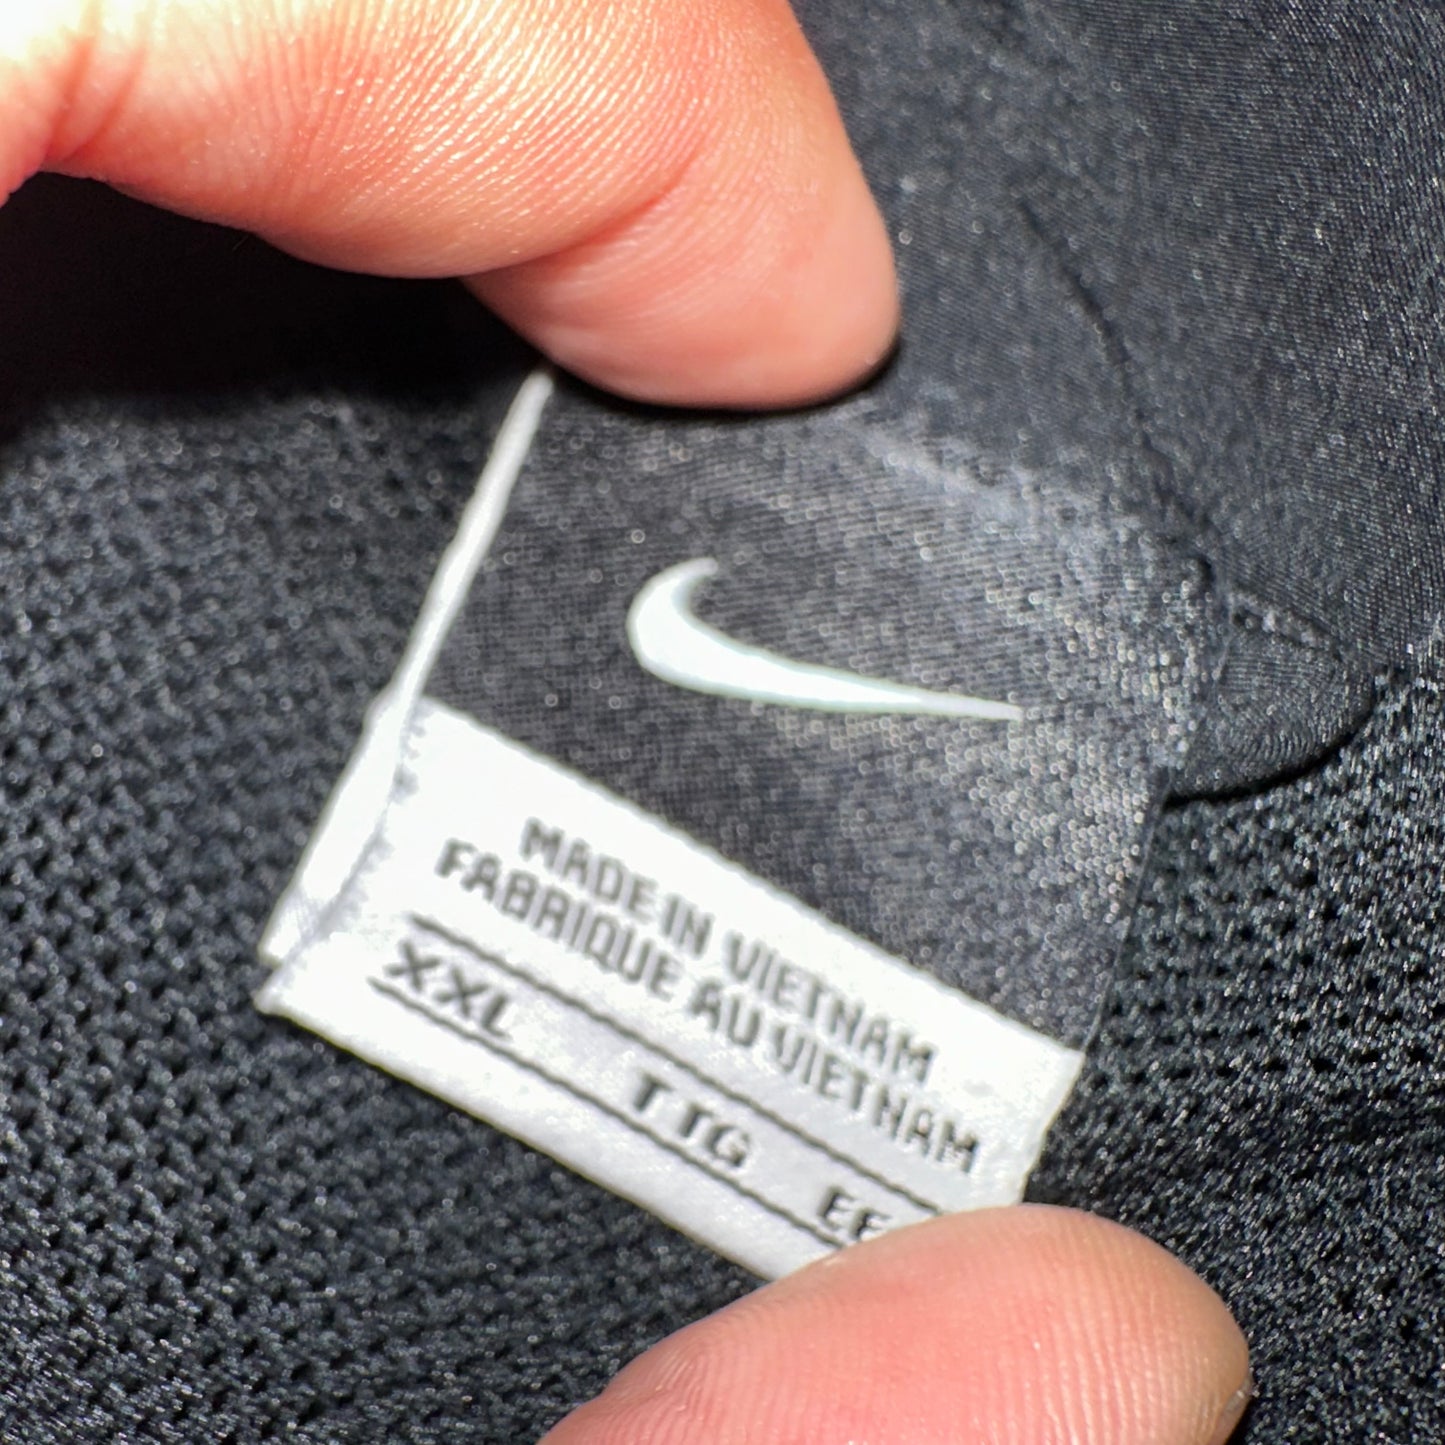 MADE IN VIETNAM
FABRIQUE AU VIETNAM
XXL TTG